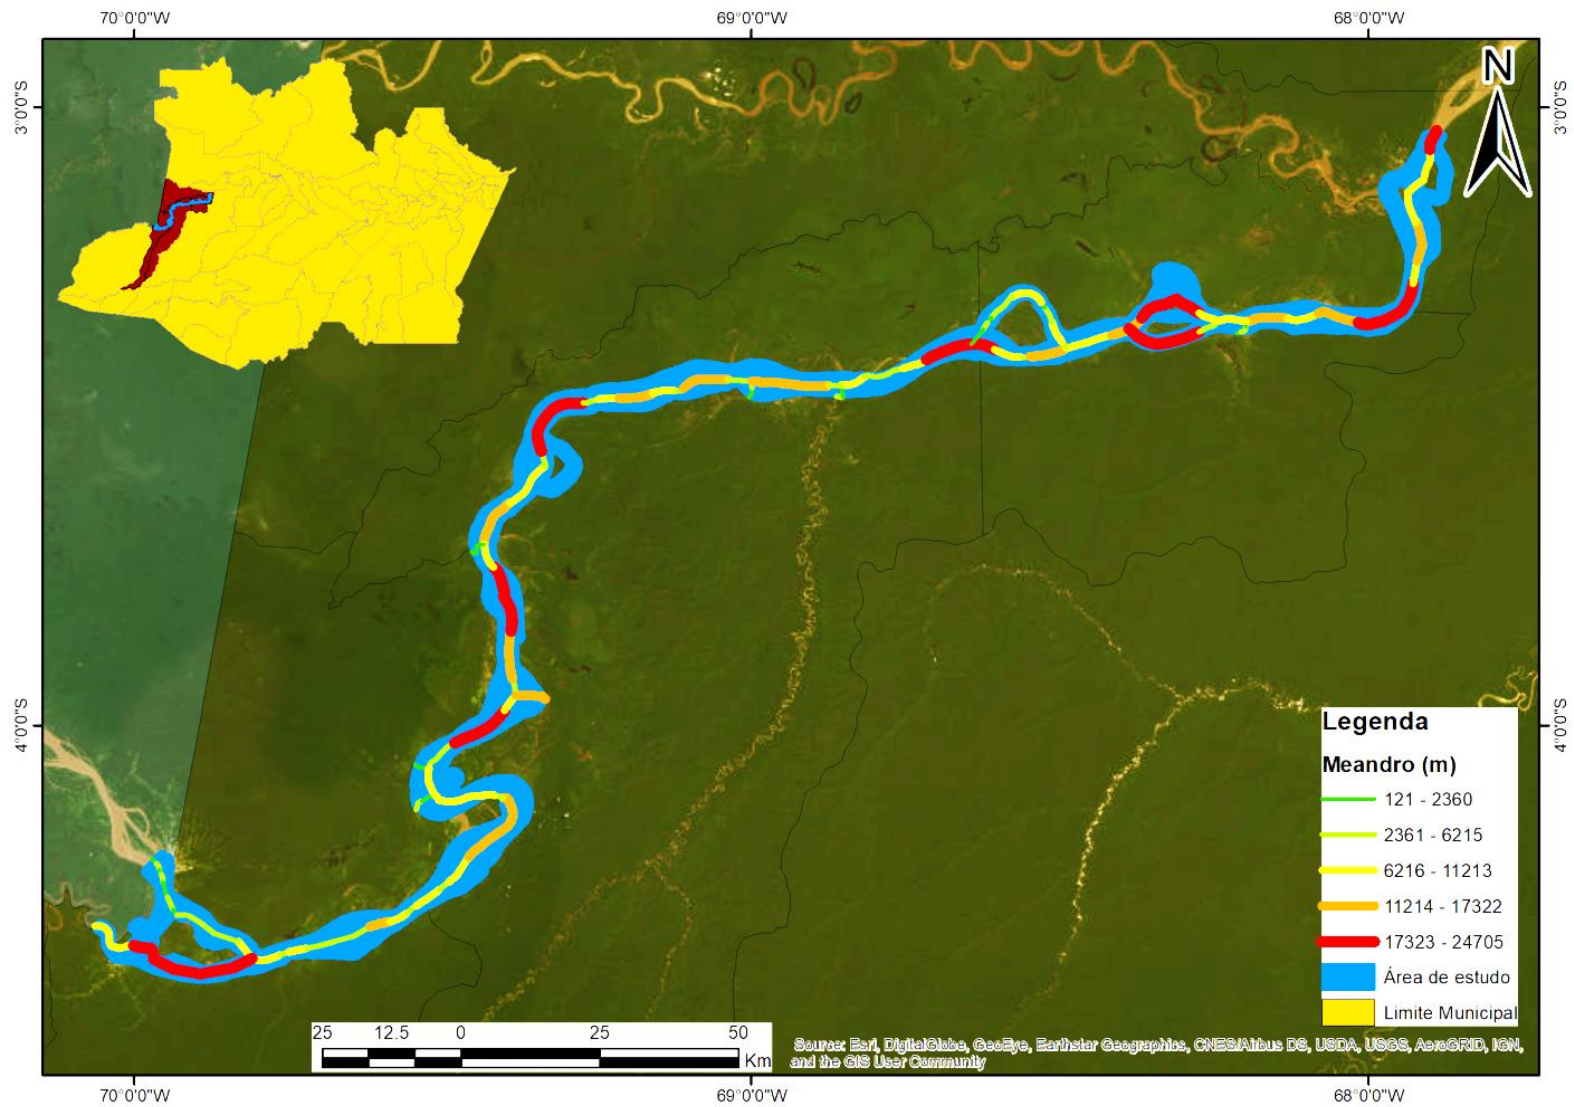 70°0'0"W 69°0'0"W 68°0'0"W
N
3°0'0"S 3°0'0"S
4°0'0"S 4°0'0"S
Legenda
Meandro (m)
121 - 2360
2361 - 6215
6216 - 11213
11214 - 17322
17323 - 24705
Área de estudo
Limite Municipal
25 12.5 0 25 50
Km
Source: Esri, DigitalGlobe, GeoEye, Earthstar Geographics, CNES/Airbus DS, USDA, USGS, AeroGRID, IGN,
and the GIS User Community
70°0'0"W 69°0'0"W 68°0'0"W